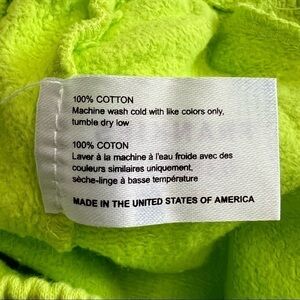 100% COTTON
Machine wash cold with like colors only,
tumble dry low
100% COTON
Laver à la machine à l'eau froide avec des
couleurs similaires uniquement,
sèche-linge à basse température
MADE IN THE UNITED STATES OF AMERICA